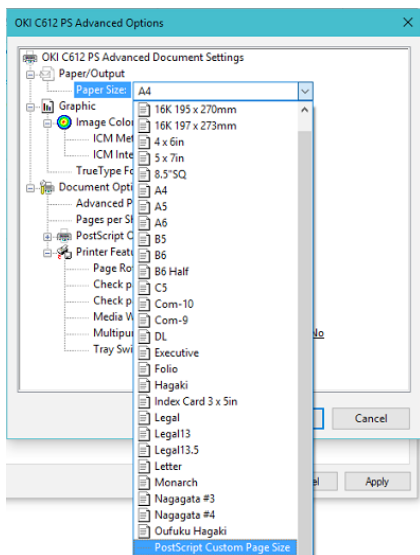 OKI C612 PS Advanced Options
OKI C612 PS Advanced Document Settings
Paper/Output
Paper Size: A4
16K 195 x 270mm
Graphic
16K 197 x 273mm
Image Colo
4 x 6in
ICM Met
5 x 7in
ICM Inte
8.5"SQ
TrueType Fo
A4
Document Opti
A5
Advanced P
A6
Pages per Sh
B5
PostScript O
B6
Printer Featu
B6 Half
Page Ro
C5
Check p
Com-10
Check p
Com-9
Media W
DL
Multipu
No
Executive
Tray Swi
Folio
Hagaki
Index Card 3 x 5in
Legal
Cancel
Legal13
Legal13.5
Letter
Monarch
Apply
Nagagata #3
Nagagata #4
Oufuku Hagaki
PostScript Custom Page Size